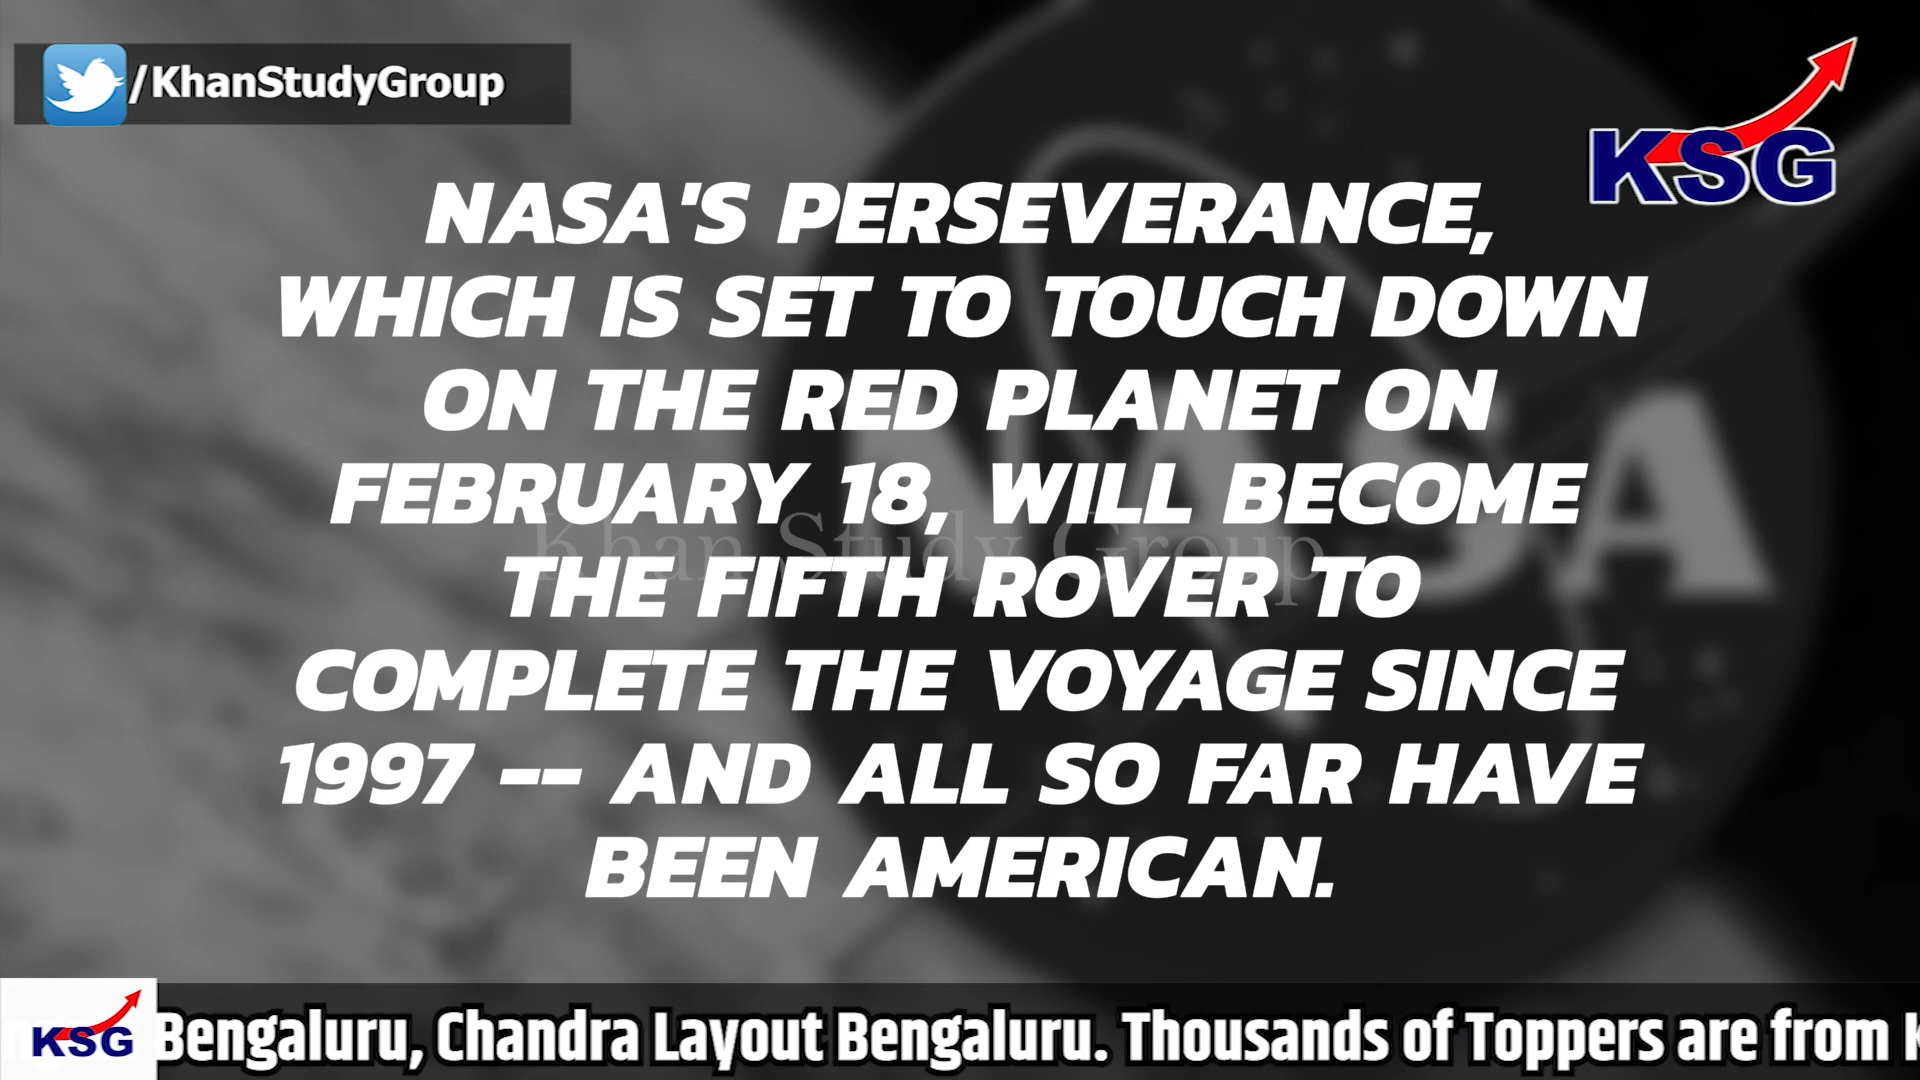 /KhanStudyGroup
KSG
NASA'S PERSEVERANCE,
WHICH IS SET TO TOUCH DOWN
ON THE RED PLANET ON
FEBRUARY 18, WILL BECOME
THE FIFTH ROVER TO
COMPLETE THE VOYAGE SINCE
1997 -- AND ALL SO FAR HAVE
BEEN AMERICAN.
Khan Study Group
NASA
KSG
Bengaluru, Chandra Layout Bengaluru. Thousands of Toppers are from